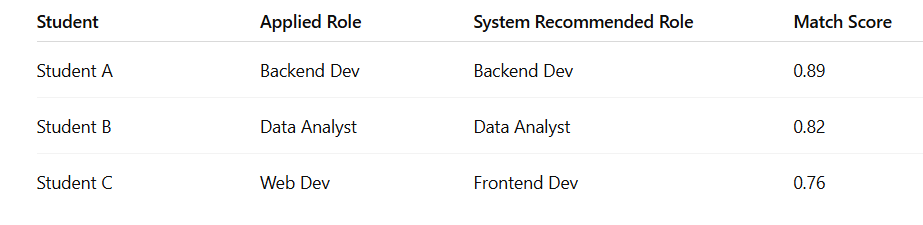 Student Applied Role System Recommended Role Match Score
Student A Backend Dev Backend Dev 0.89
Student B Data Analyst Data Analyst 0.82
Student C Web Dev Frontend Dev 0.76